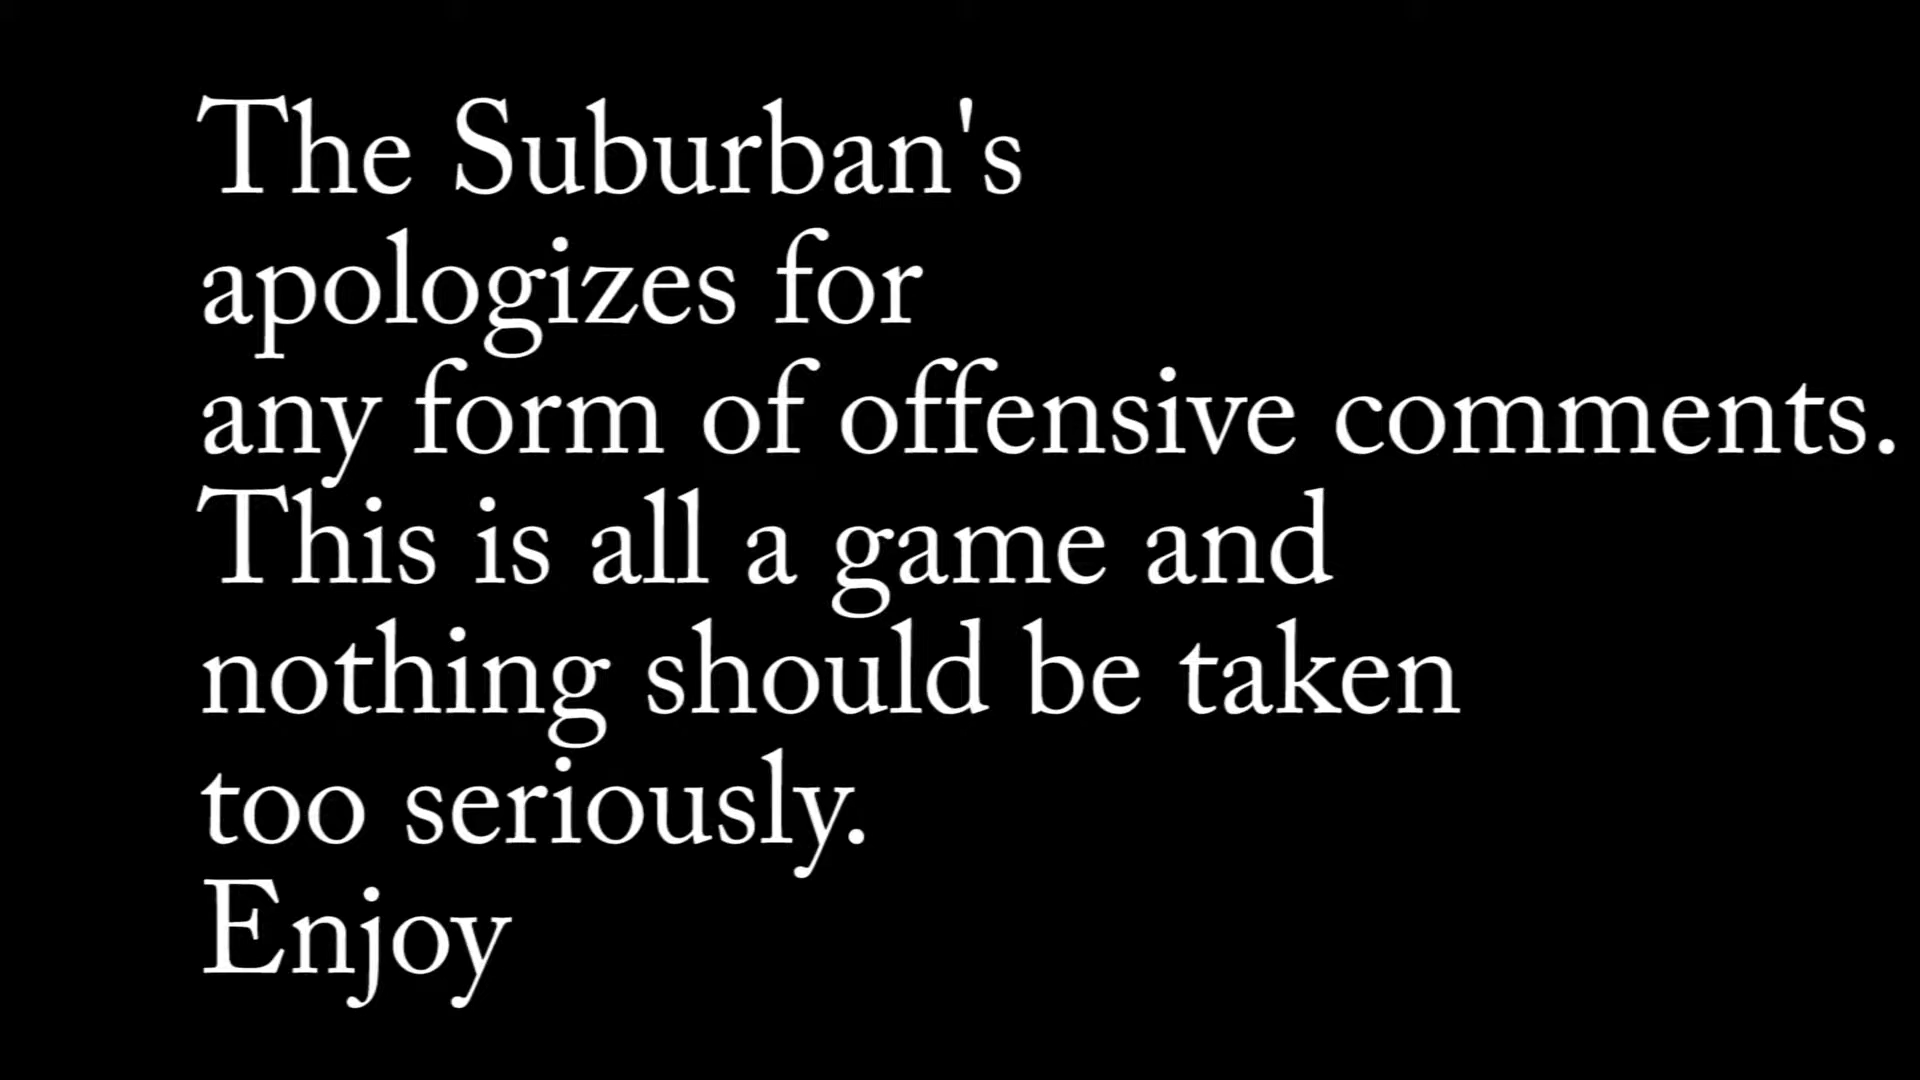 The Suburban's
apologizes for
any form of offensive comments.
This is all a game and
nothing should be taken
too seriously.
Enjoy